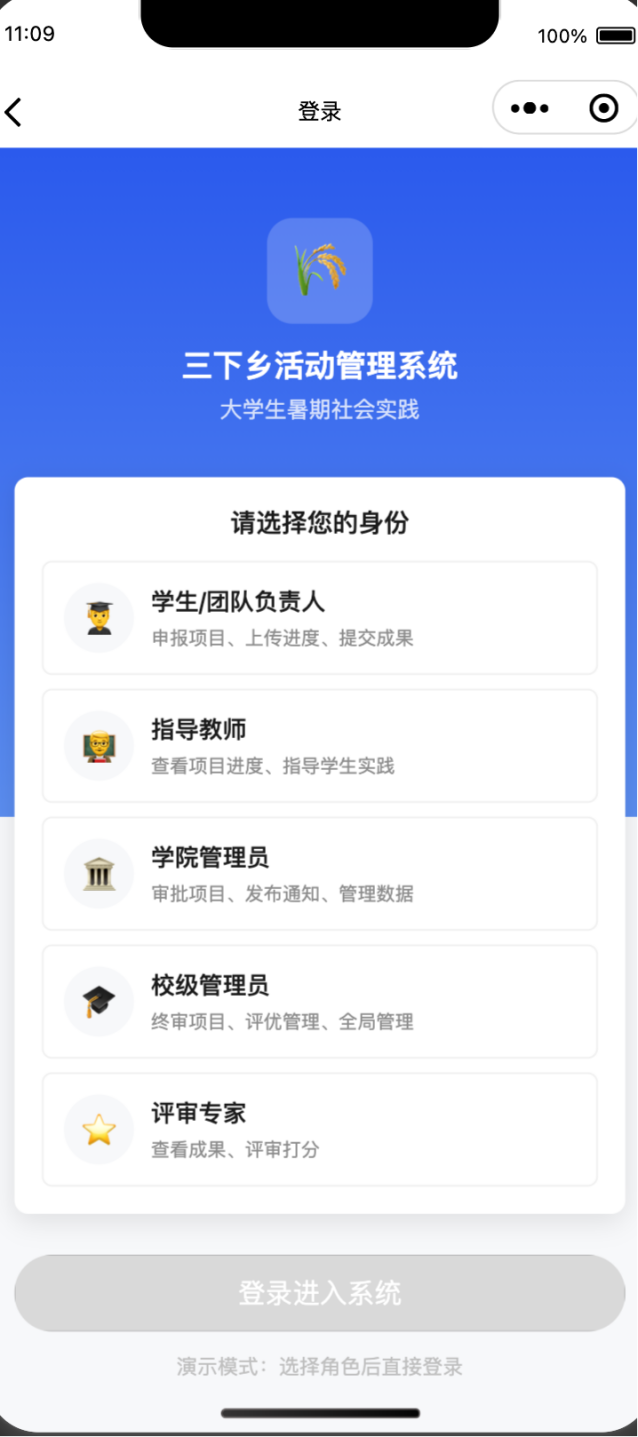 11:09
100%
登录
三下乡活动管理系统
大学生暑期社会实践
请选择您的身份
学生/团队负责人
申报项目、上传进度、提交成果
指导教师
查看项目进度、指导学生实践
学院管理员
审批项目、发布通知、管理数据
校级管理员
终审项目、评优管理、全局管理
评审专家
查看成果、评审打分
登录进入系统
演示模式：选择角色后直接登录